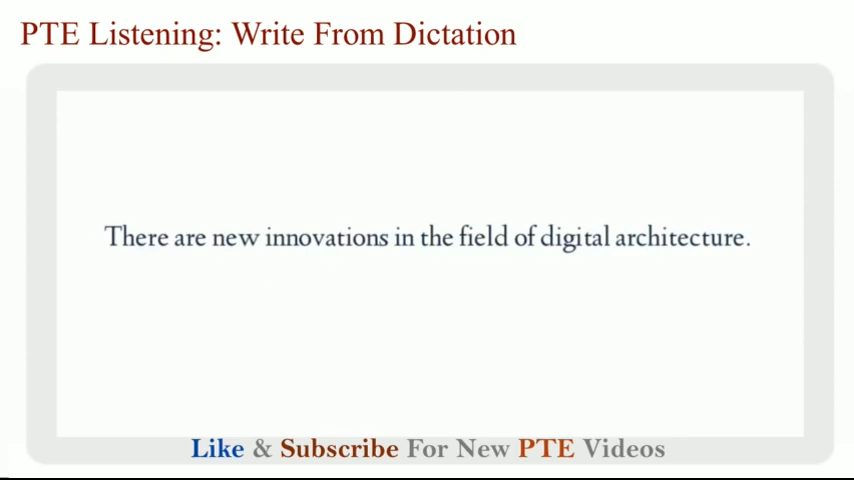 PTE Listening: Write From Dictation
There are new innovations in the field of digital architecture.
Like & Subscribe For New PTE Videos